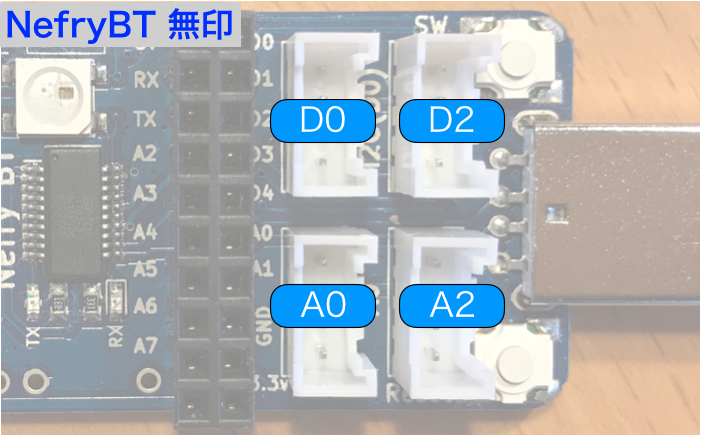 NefryBT 無印
SW
D0
RX
D1
TX
D2
A2
D3
A3
D4
A4
A0
A5
A1
A6
GND
A7
3.3V
TX
RX
Nefry BT
D0
D2
A0
A2